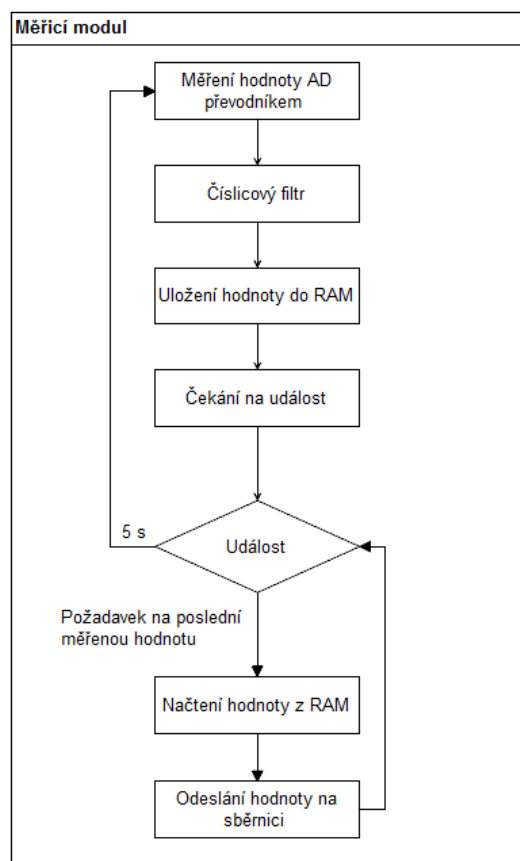 Měřicí modul
Měření hodnoty AD
převodníkem
Číslicový filtr
Uložení hodnoty do RAM
Čekání na událost
5 s
Událost
Požadavek na poslední
měřenou hodnotu
Načtení hodnoty z RAM
Odeslání hodnoty na
sběrnici